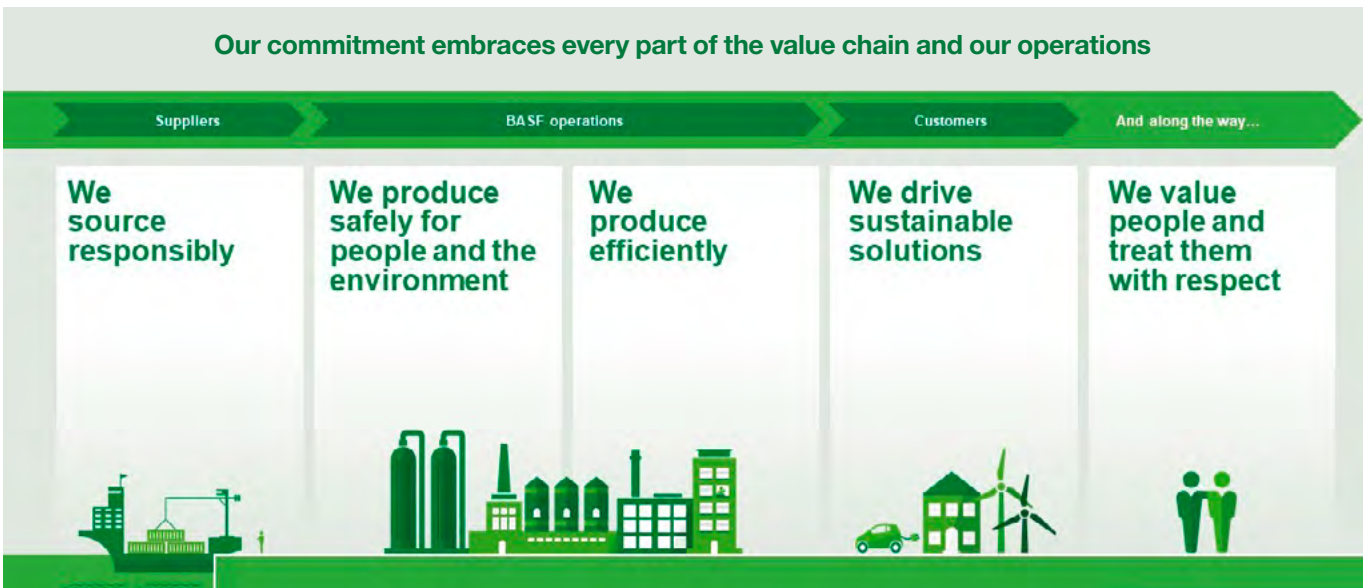 Our commitment embraces every part of the value chain and our operations
Suppliers
BASF operations
Customers
And along the way...
We
source
responsibly
We produce
safely for
people and the
environment
We
produce
efficiently
We drive
sustainable
solutions
We value
people and
treat them
with respect